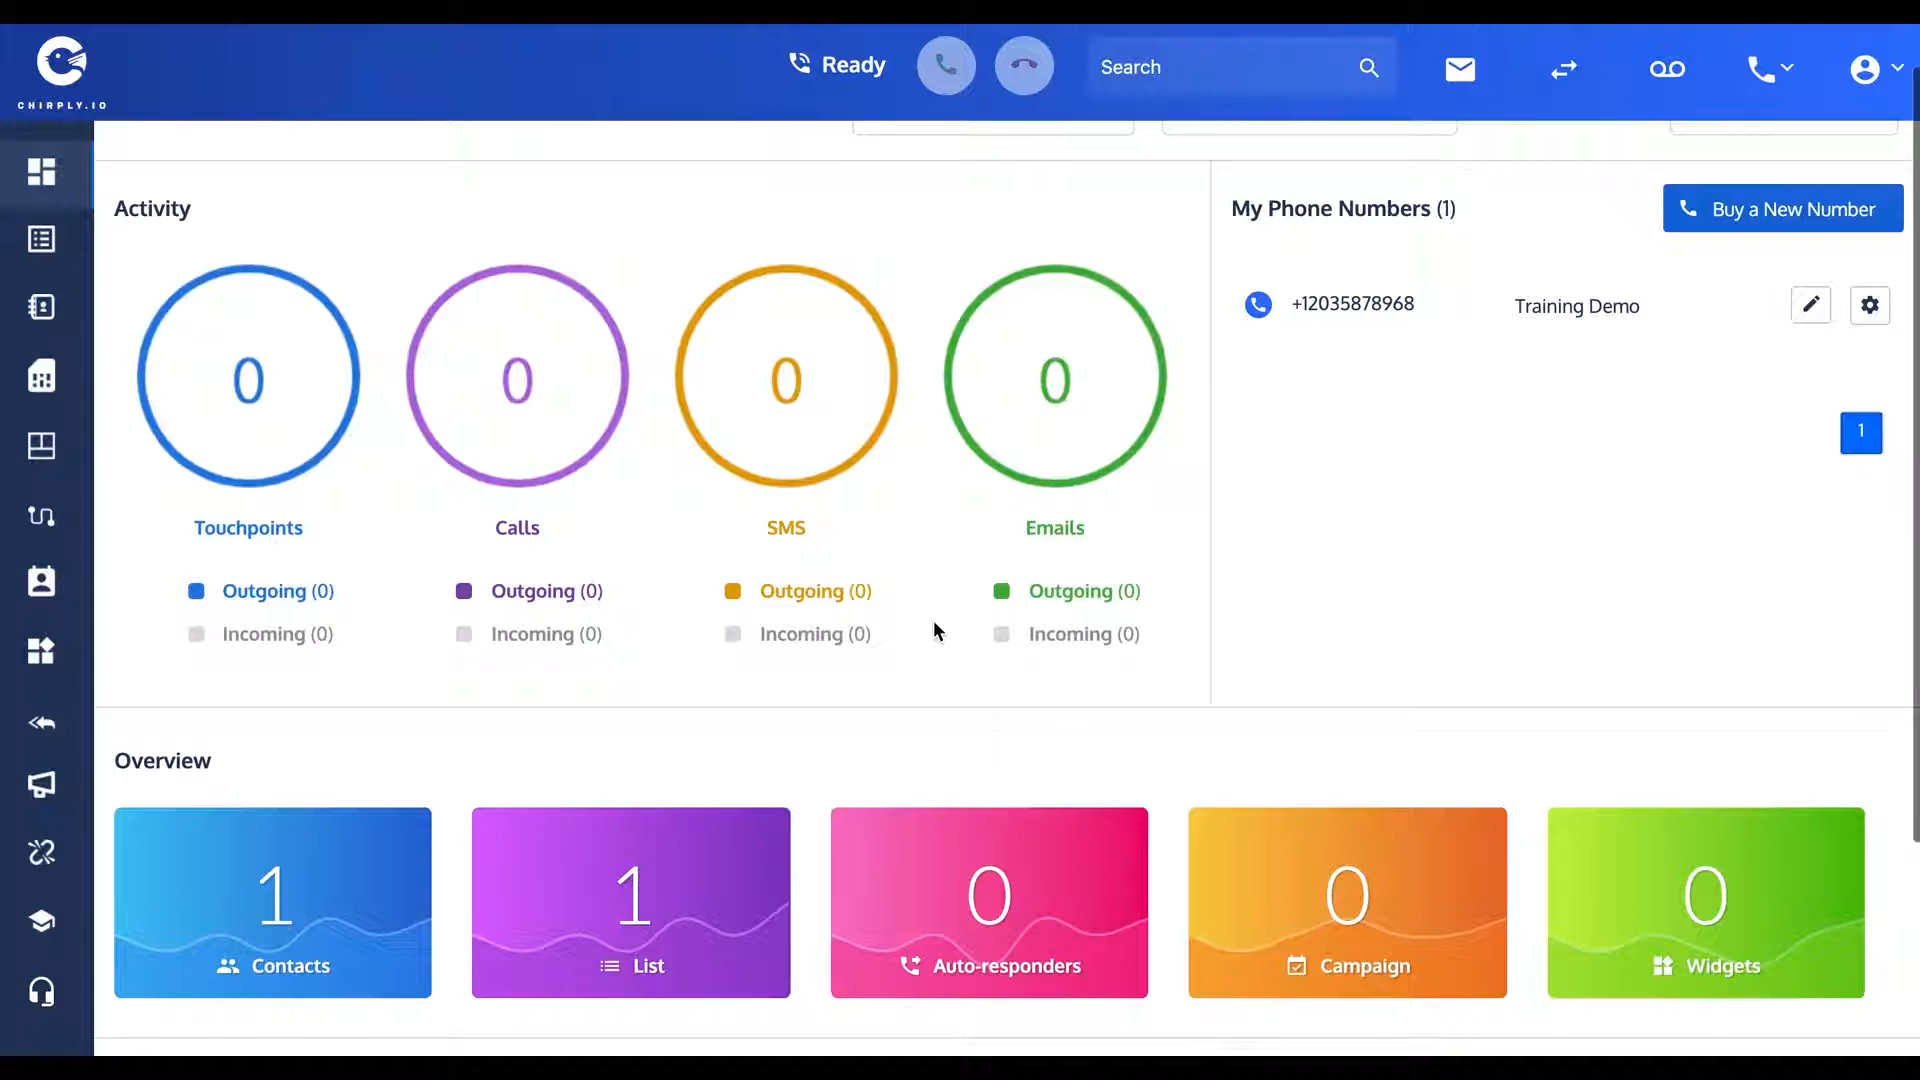 CHIRPLY.IO
Ready
Search
Activity
My Phone Numbers (1)
Buy a New Number
+12035878968
Training Demo
1
0
0
0
0
Touchpoints
Calls
SMS
Emails
Outgoing (0)
Outgoing (0)
Outgoing (0)
Outgoing (0)
Incoming (0)
Incoming (0)
Incoming (0)
Incoming (0)
Overview
1
1
0
0
0
Contacts
List
Auto-responders
Campaign
Widgets